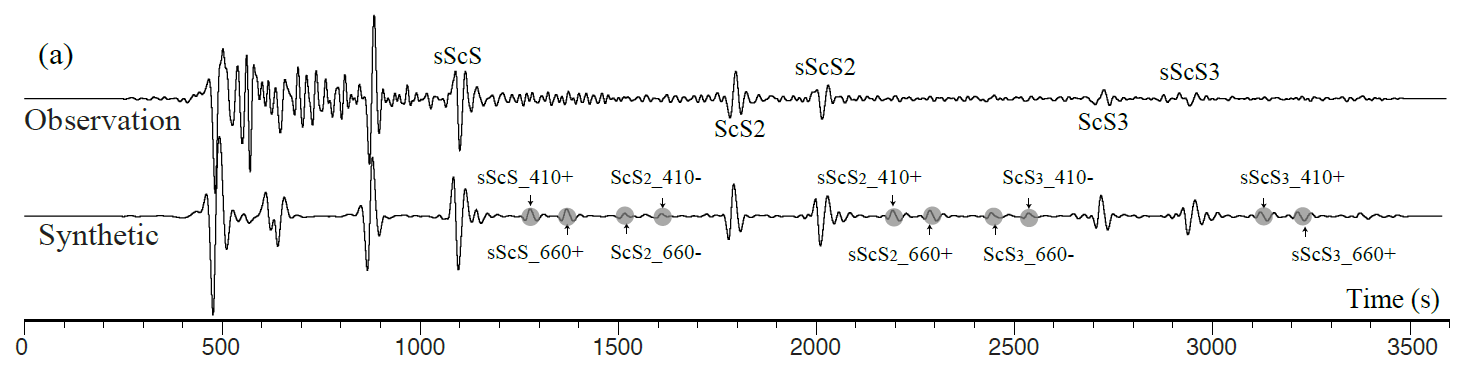 (a)
sScS
sScS2
sScS3
Observation
ScS2
ScS3
sScS_410+
ScS2_410-
sScS2_410+
ScS3_410-
sScS3_410+
Synthetic
sScS_660+
ScS2_660-
sScS2_660+
ScS3_660-
sScS3_660+
Time (s)
0 500 1000 1500 2000 2500 3000 3500